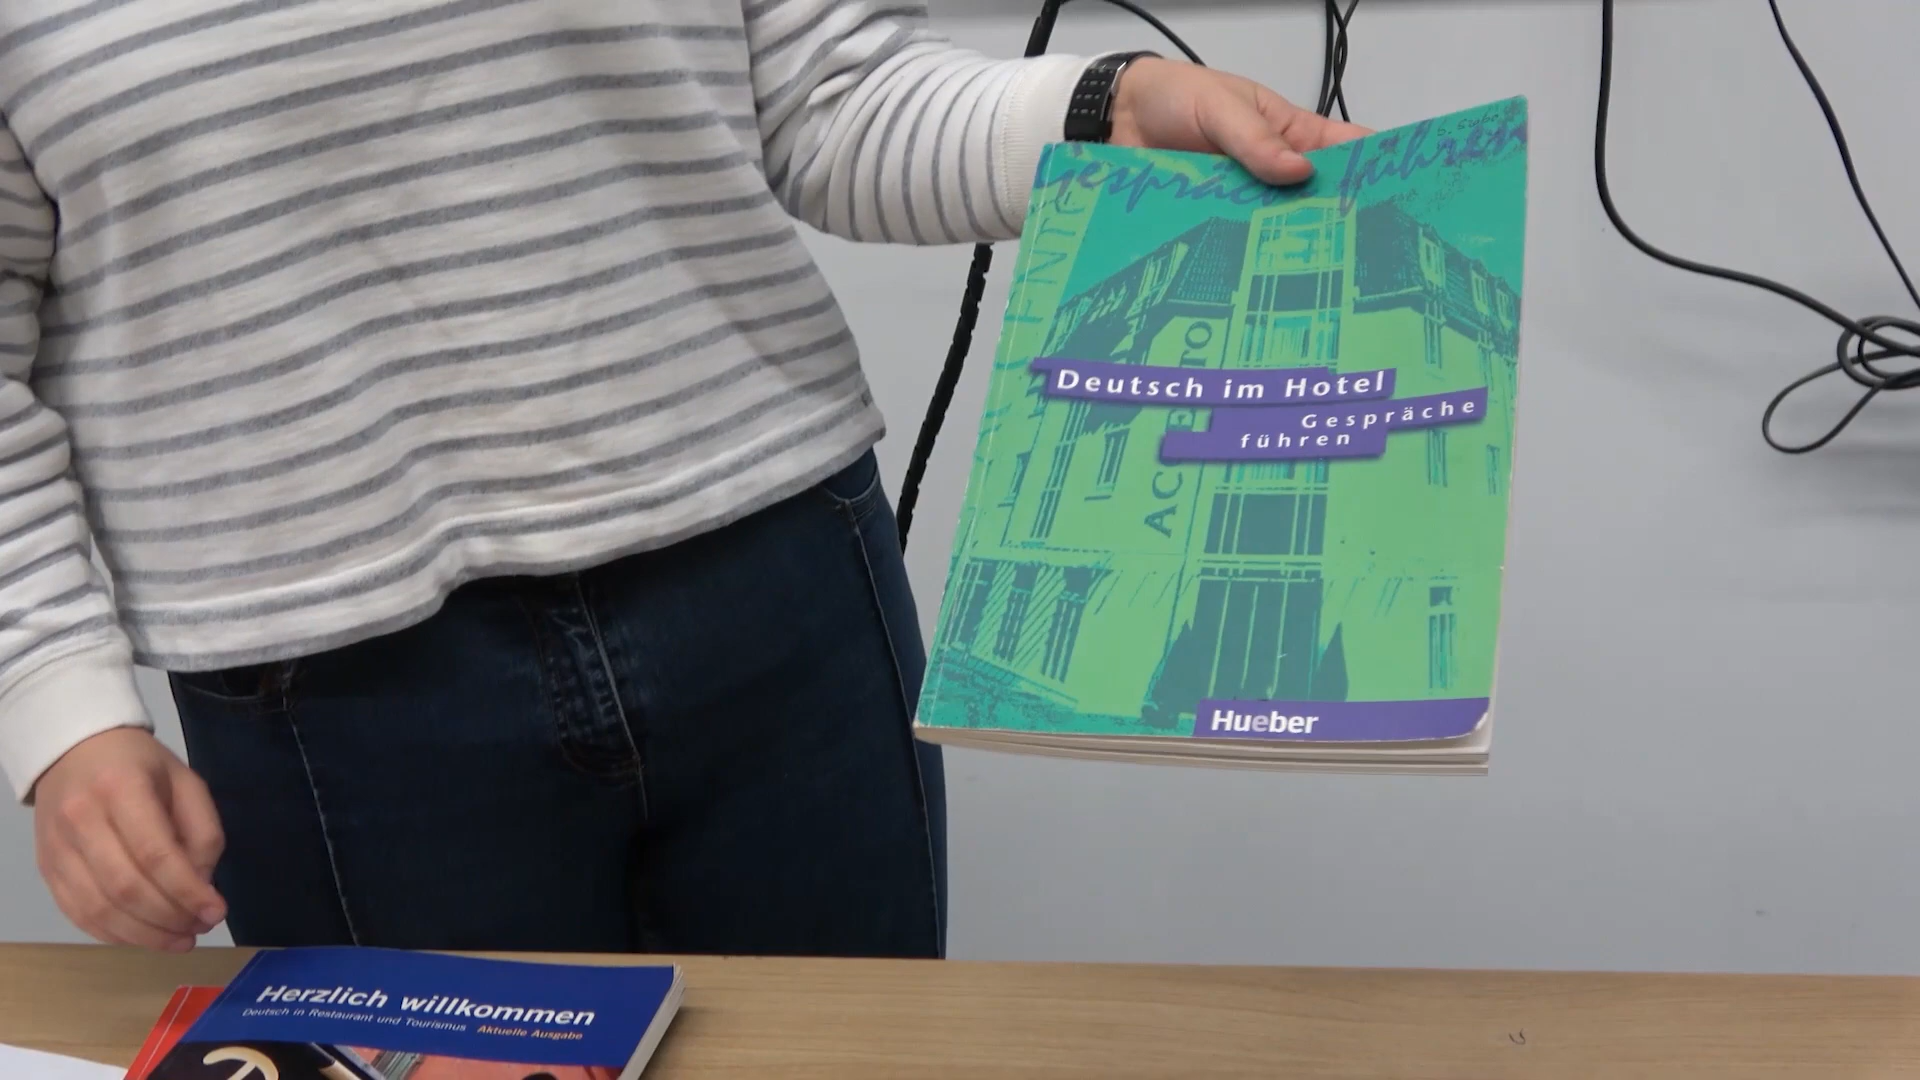 Gespräche führen
Deutsch im Hotel
Gespräche
führen
Hueber
Herzlich willkommen
Deutsch in Restaurant und Tourismus Aktuelle Ausgabe